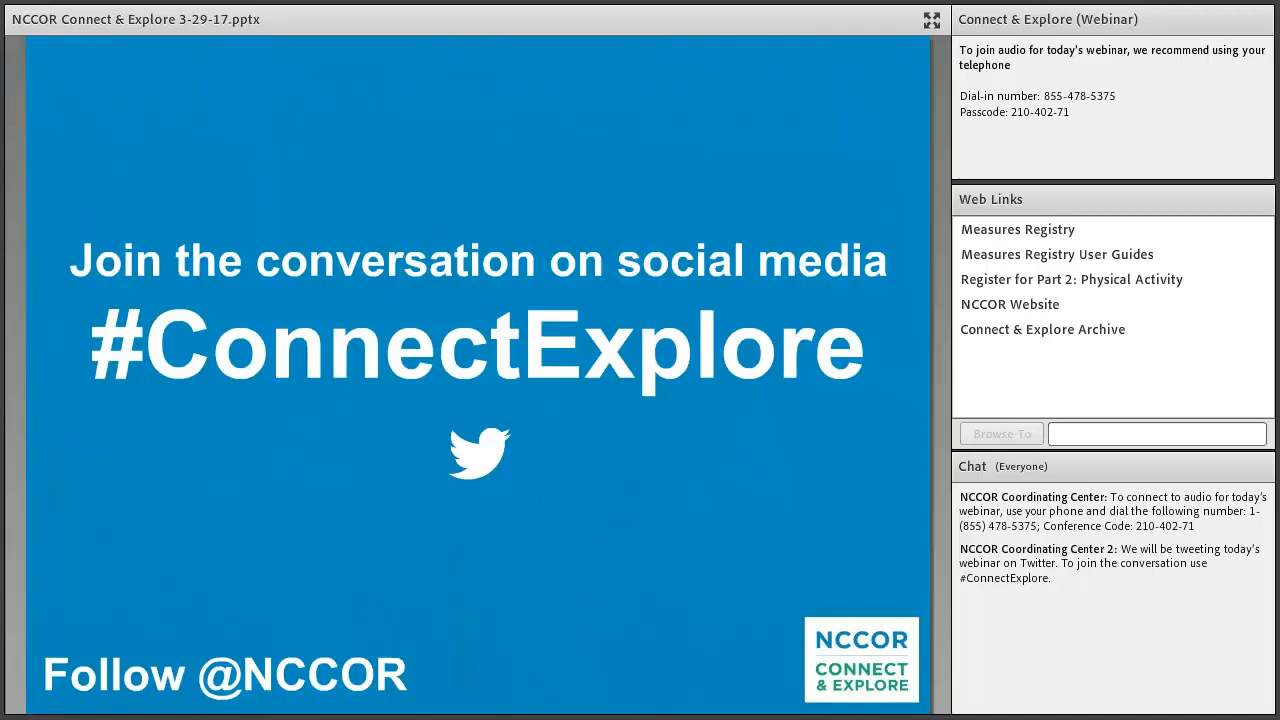 NCCOR Connect & Explore 3-29-17.pptx
Join the conversation on social media
#ConnectExplore
Follow @NCCOR
NCCOR
CONNECT
& EXPLORE
Connect & Explore (Webinar)
To join audio for today's webinar, we recommend using your
telephone
Dial-in number: 855-478-5375
Passcode: 210-402-71
Web Links
Measures Registry
Measures Registry User Guides
Register for Part 2: Physical Activity
NCCOR Website
Connect & Explore Archive
Browse To
Chat (Everyone)
NCCOR Coordinating Center: To connect to audio for today's
webinar, use your phone and dial the following number: 1-
(855) 478-5375; Conference Code: 210-402-71
NCCOR Coordinating Center 2: We will be tweeting today's
webinar on Twitter. To join the conversation use
#ConnectExplore.